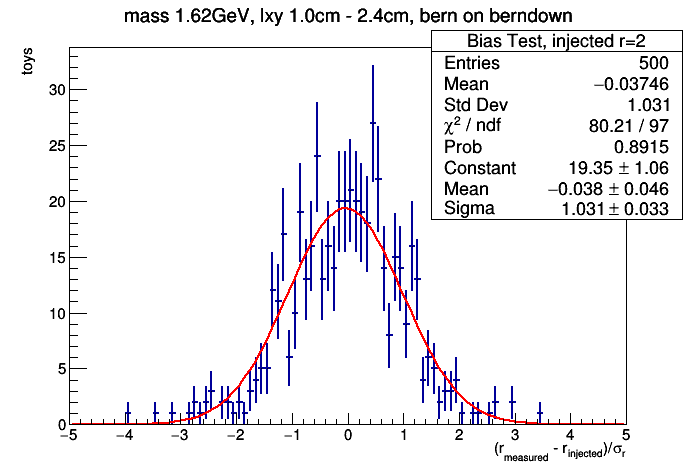 mass 1.62GeV, lxy 1.0cm - 2.4cm, bern on berndown
Bias Test, injected r=2
Entries 500
Mean −0.03746
Std Dev 1.031
χ² / ndf 80.21 / 97
Prob 0.8915
Constant 19.35 ± 1.06
Mean −0.038 ± 0.046
Sigma 1.031 ± 0.033
toys
30
25
20
15
10
5
0
−5 −4 −3 −2 −1 0 1 2 3 4 5
(r_measured - r_injected)/σ_r